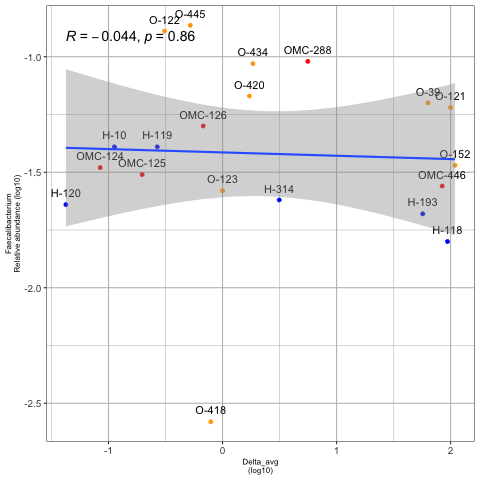 O-445
O-122
R = − 0.044, p = 0.86
O-434
OMC-288
O-420
O-39
O-121
OMC-126
H-10
H-119
OMC-124
OMC-125
O-152
OMC-446
O-123
H-120
H-314
H-193
H-118
O-418
-1.0
-1.5
-2.0
-2.5
Faecalibacterium
Relative abundance (log10)
-1
0
1
2
Delta_avg
(log10)